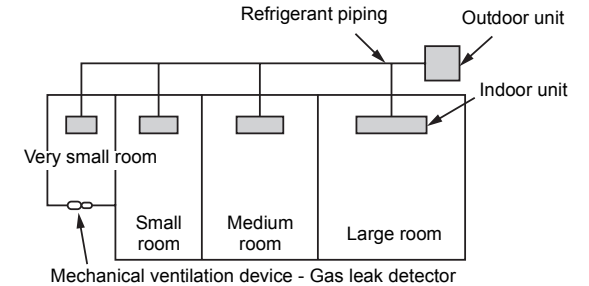 Refrigerant piping
Outdoor unit
Indoor unit
Very small room
Small
room
Medium
room
Large room
Mechanical ventilation device - Gas leak detector